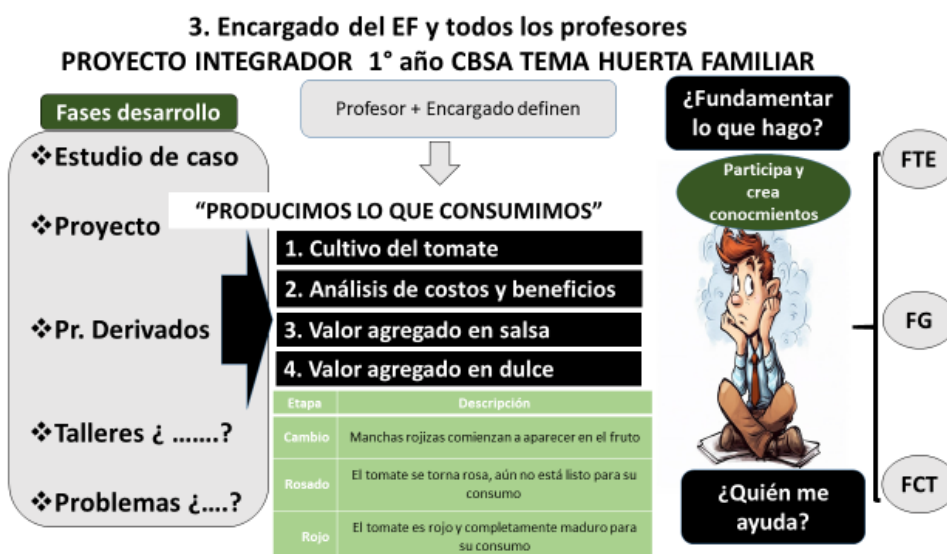 3. Encargado del EF y todos los profesores
PROYECTO INTEGRADOR 1° año CBSA TEMA HUERTA FAMILIAR
Fases desarrollo
❖Estudio de caso
❖Proyecto
❖Pr. Derivados
❖Talleres ¿ .......?
❖Problemas ¿....?
Profesor + Encargado definen
“PRODUCIMOS LO QUE CONSUMIMOS”
1. Cultivo del tomate
2. Análisis de costos y beneficios
3. Valor agregado en salsa
4. Valor agregado en dulce
Etapa Descripción
Cambio Manchas rojizas comienzan a aparecer en el fruto
Rosado El tomate se torna rosa, aún no está listo para su
consumo
Rojo El tomate es rojo y completamente maduro para
su consumo
¿Fundamentar
lo que hago?
Participa y
crea
conocmientos
¿Quién me
ayuda?
FTE
FG
FCT